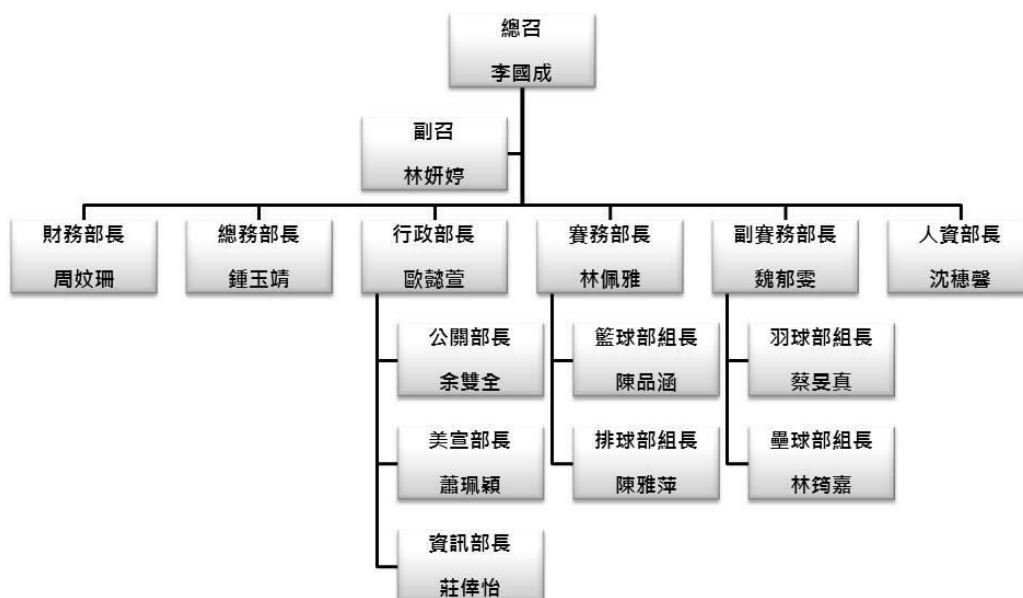 總召
李國成
副召
林妍婷
財務部長
周妏珊
總務部長
鍾玉靖
行政部長
歐懿萱
賽務部長
林佩雅
副賽務部長
魏郁雯
人資部長
沈穗馨
公關部長
余雙全
籃球部組長
陳品涵
羽球部組長
蔡旻真
美宣部長
蕭珮穎
排球部組長
陳雅萍
壘球部組長
林筠嘉
資訊部長
莊倖怡